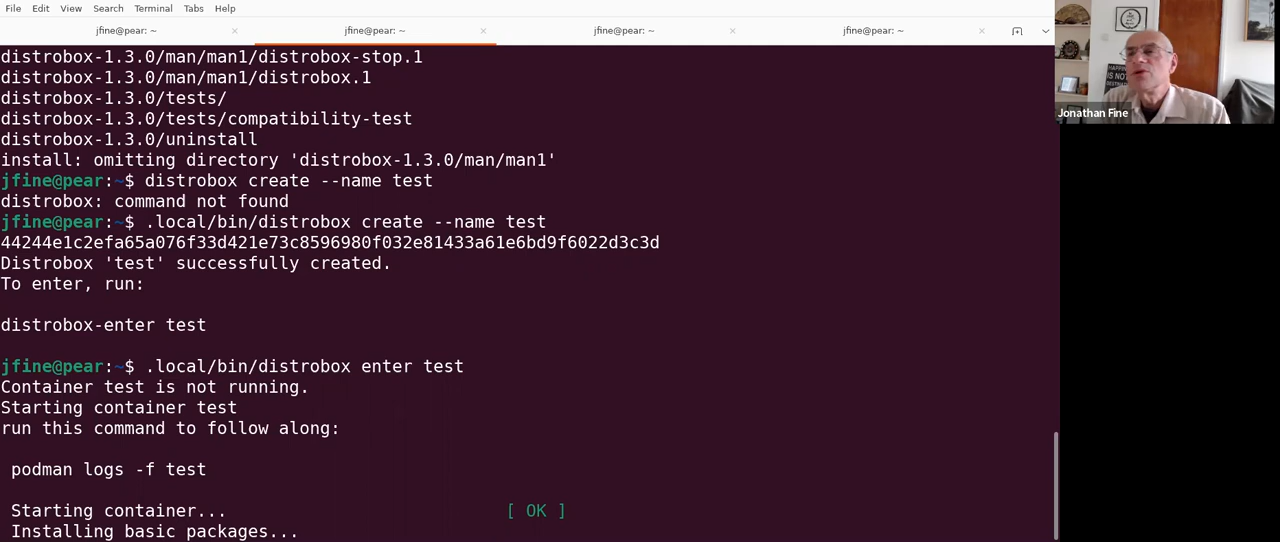 File Edit View Search Terminal Tabs Help
jfine@pear: ~ × jfine@pear: ~ × jfine@pear: ~ × jfine@pear: ~ ×
distrobox-1.3.0/man/man1/distrobox-stop.1
distrobox-1.3.0/man/man1/distrobox.1
distrobox-1.3.0/tests/
distrobox-1.3.0/tests/compatibility-test
distrobox-1.3.0/uninstall
install: omitting directory 'distrobox-1.3.0/man/man1'
jfine@pear:~$ distrobox create --name test
distrobox: command not found
jfine@pear:~$ .local/bin/distrobox create --name test
44244e1c2efa65a076f33d421e73c8596980f032e81433a61e6bd9f6022d3c3d
Distrobox 'test' successfully created.
To enter, run:
distrobox-enter test
jfine@pear:~$ .local/bin/distrobox enter test
Container test is not running.
Starting container test
run this command to follow along:
podman logs -f test
Starting container... [ OK ]
Installing basic packages...
IS NOT
Jonathan Fine